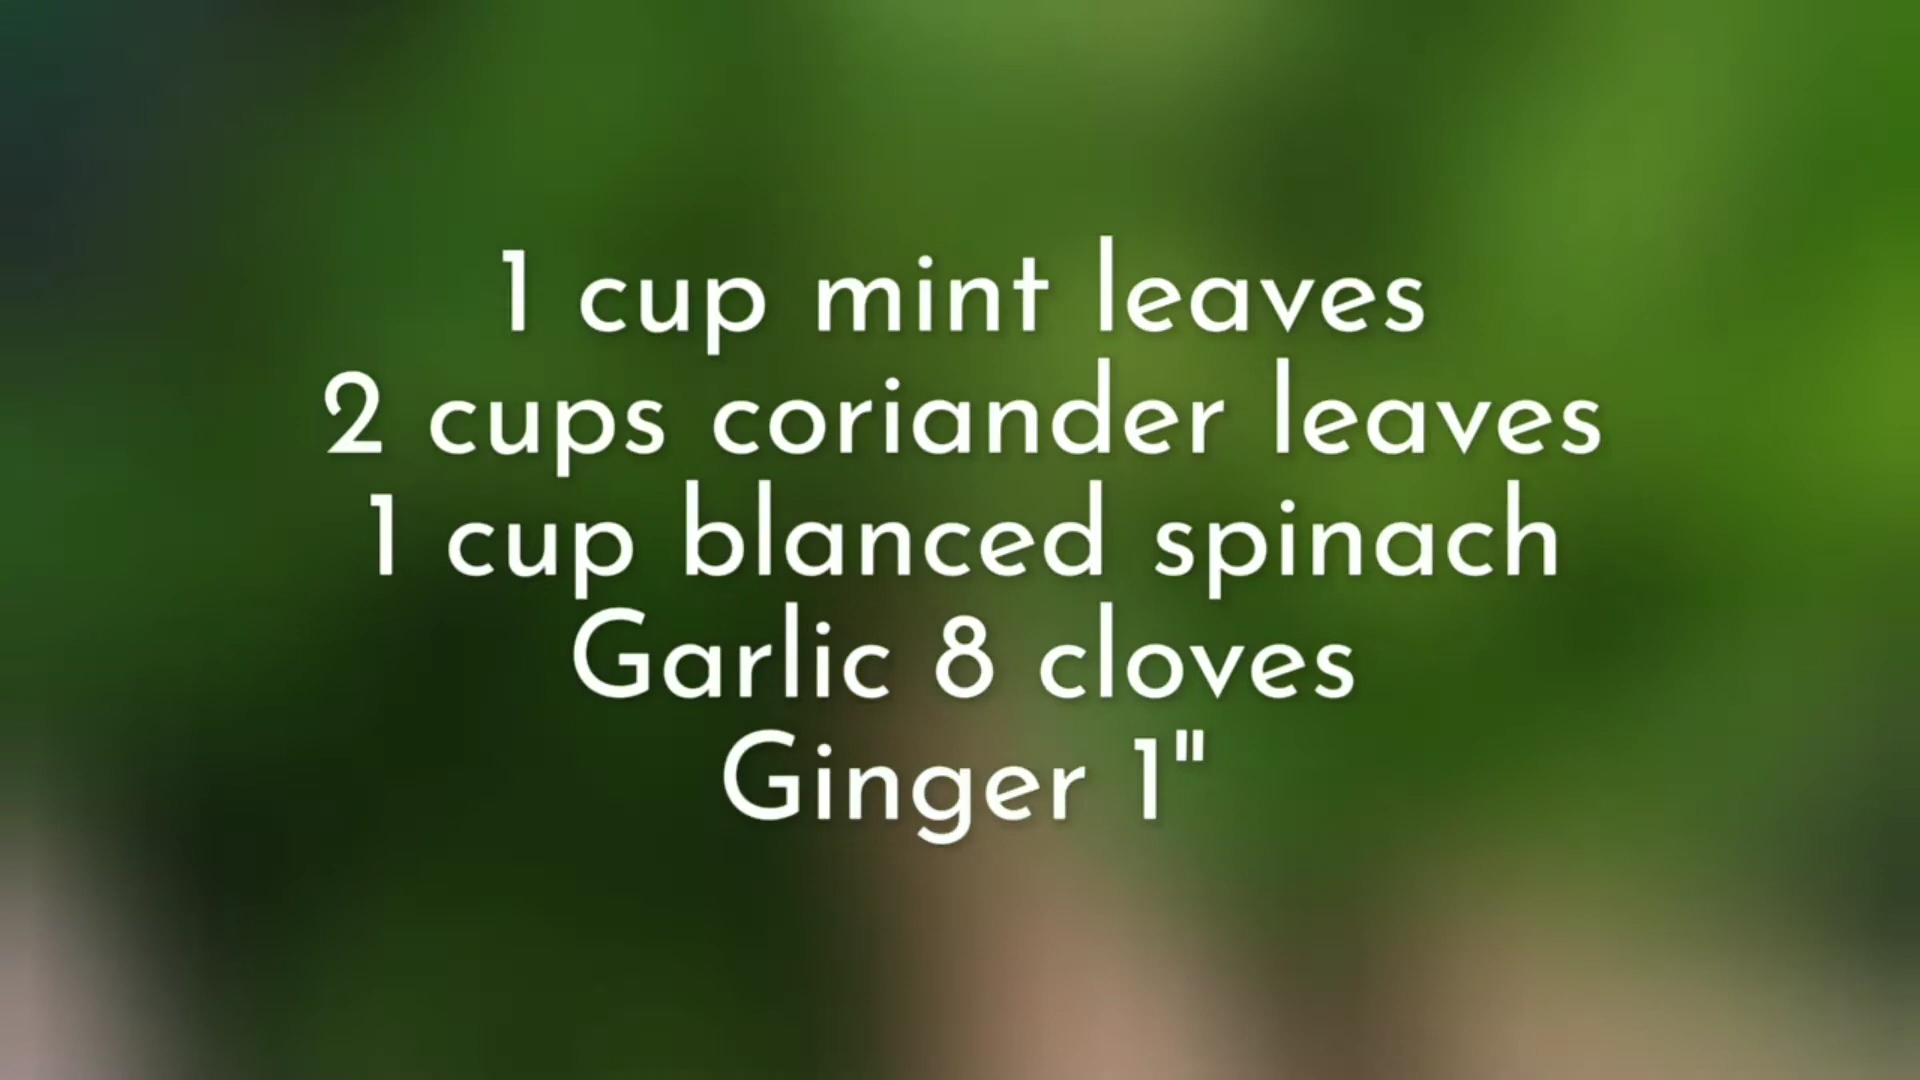 1 cup mint leaves
2 cups coriander leaves
1 cup blanced spinach
Garlic 8 cloves
Ginger 1"